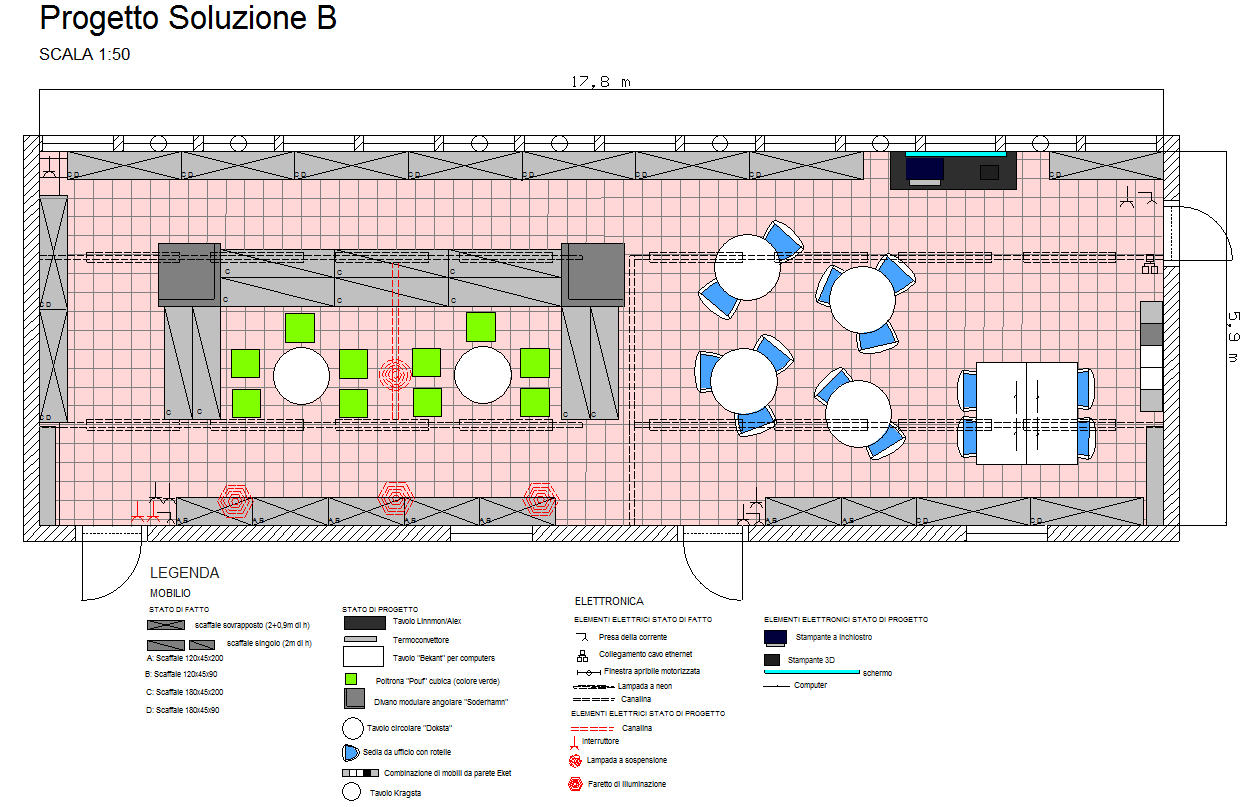 Progetto Soluzione B
SCALA 1:50
17,8 m
C D C D C D C D C D C D C D C D
C D
5,9 m
C C C
C C C
C D
C C C C
A B A B A B A B A B
A B A B C D C D
LEGENDA
MOBILIO
STATO DI FATTO
scaffale sovrapposto (2+0,9m di h)
scaffale singolo (2m di h)
A: Scaffale 120x45x200
B: Scaffale 120x45x90
C: Scaffale 180x45x200
D: Scaffale 180x45x90
STATO DI PROGETTO
Tavolo Linnmon/Alex
Termoconvettore
Tavolo "Bekant" per computers
Poltrona "Pouf" cubica (colore verde)
Divano modulare angolare "Soderhamn"
Tavolo circolare "Doksta"
Sedia da ufficio con rotelle
Combinazione di mobili da parete Eket
Tavolo Kragsta
ELETTRONICA
ELEMENTI ELETTRICI STATO DI FATTO
Presa della corrente
Collegamento cavo ethernet
Finestra apribile motorizzata
Lampada a neon
Canalina
ELEMENTI ELETTRICI STATO DI PROGETTO
Canalina
Interruttore
Lampada a sospensione
Faretto di illuminazione
ELEMENTI ELETTRONICI STATO DI PROGETTO
Stampante a inchiostro
Stampante 3D
schermo
Computer